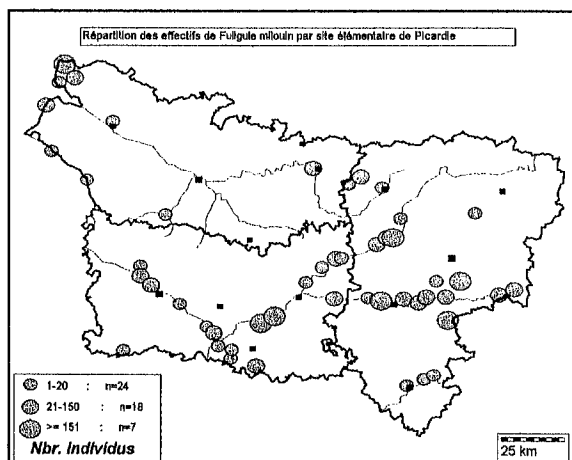 Répartition des effectifs de Fuligule milouin par site élémentaire de Picardie
1-20 : n=24
21-150 : n=18
>= 151 : n=7
Nbr. Individus
25 km